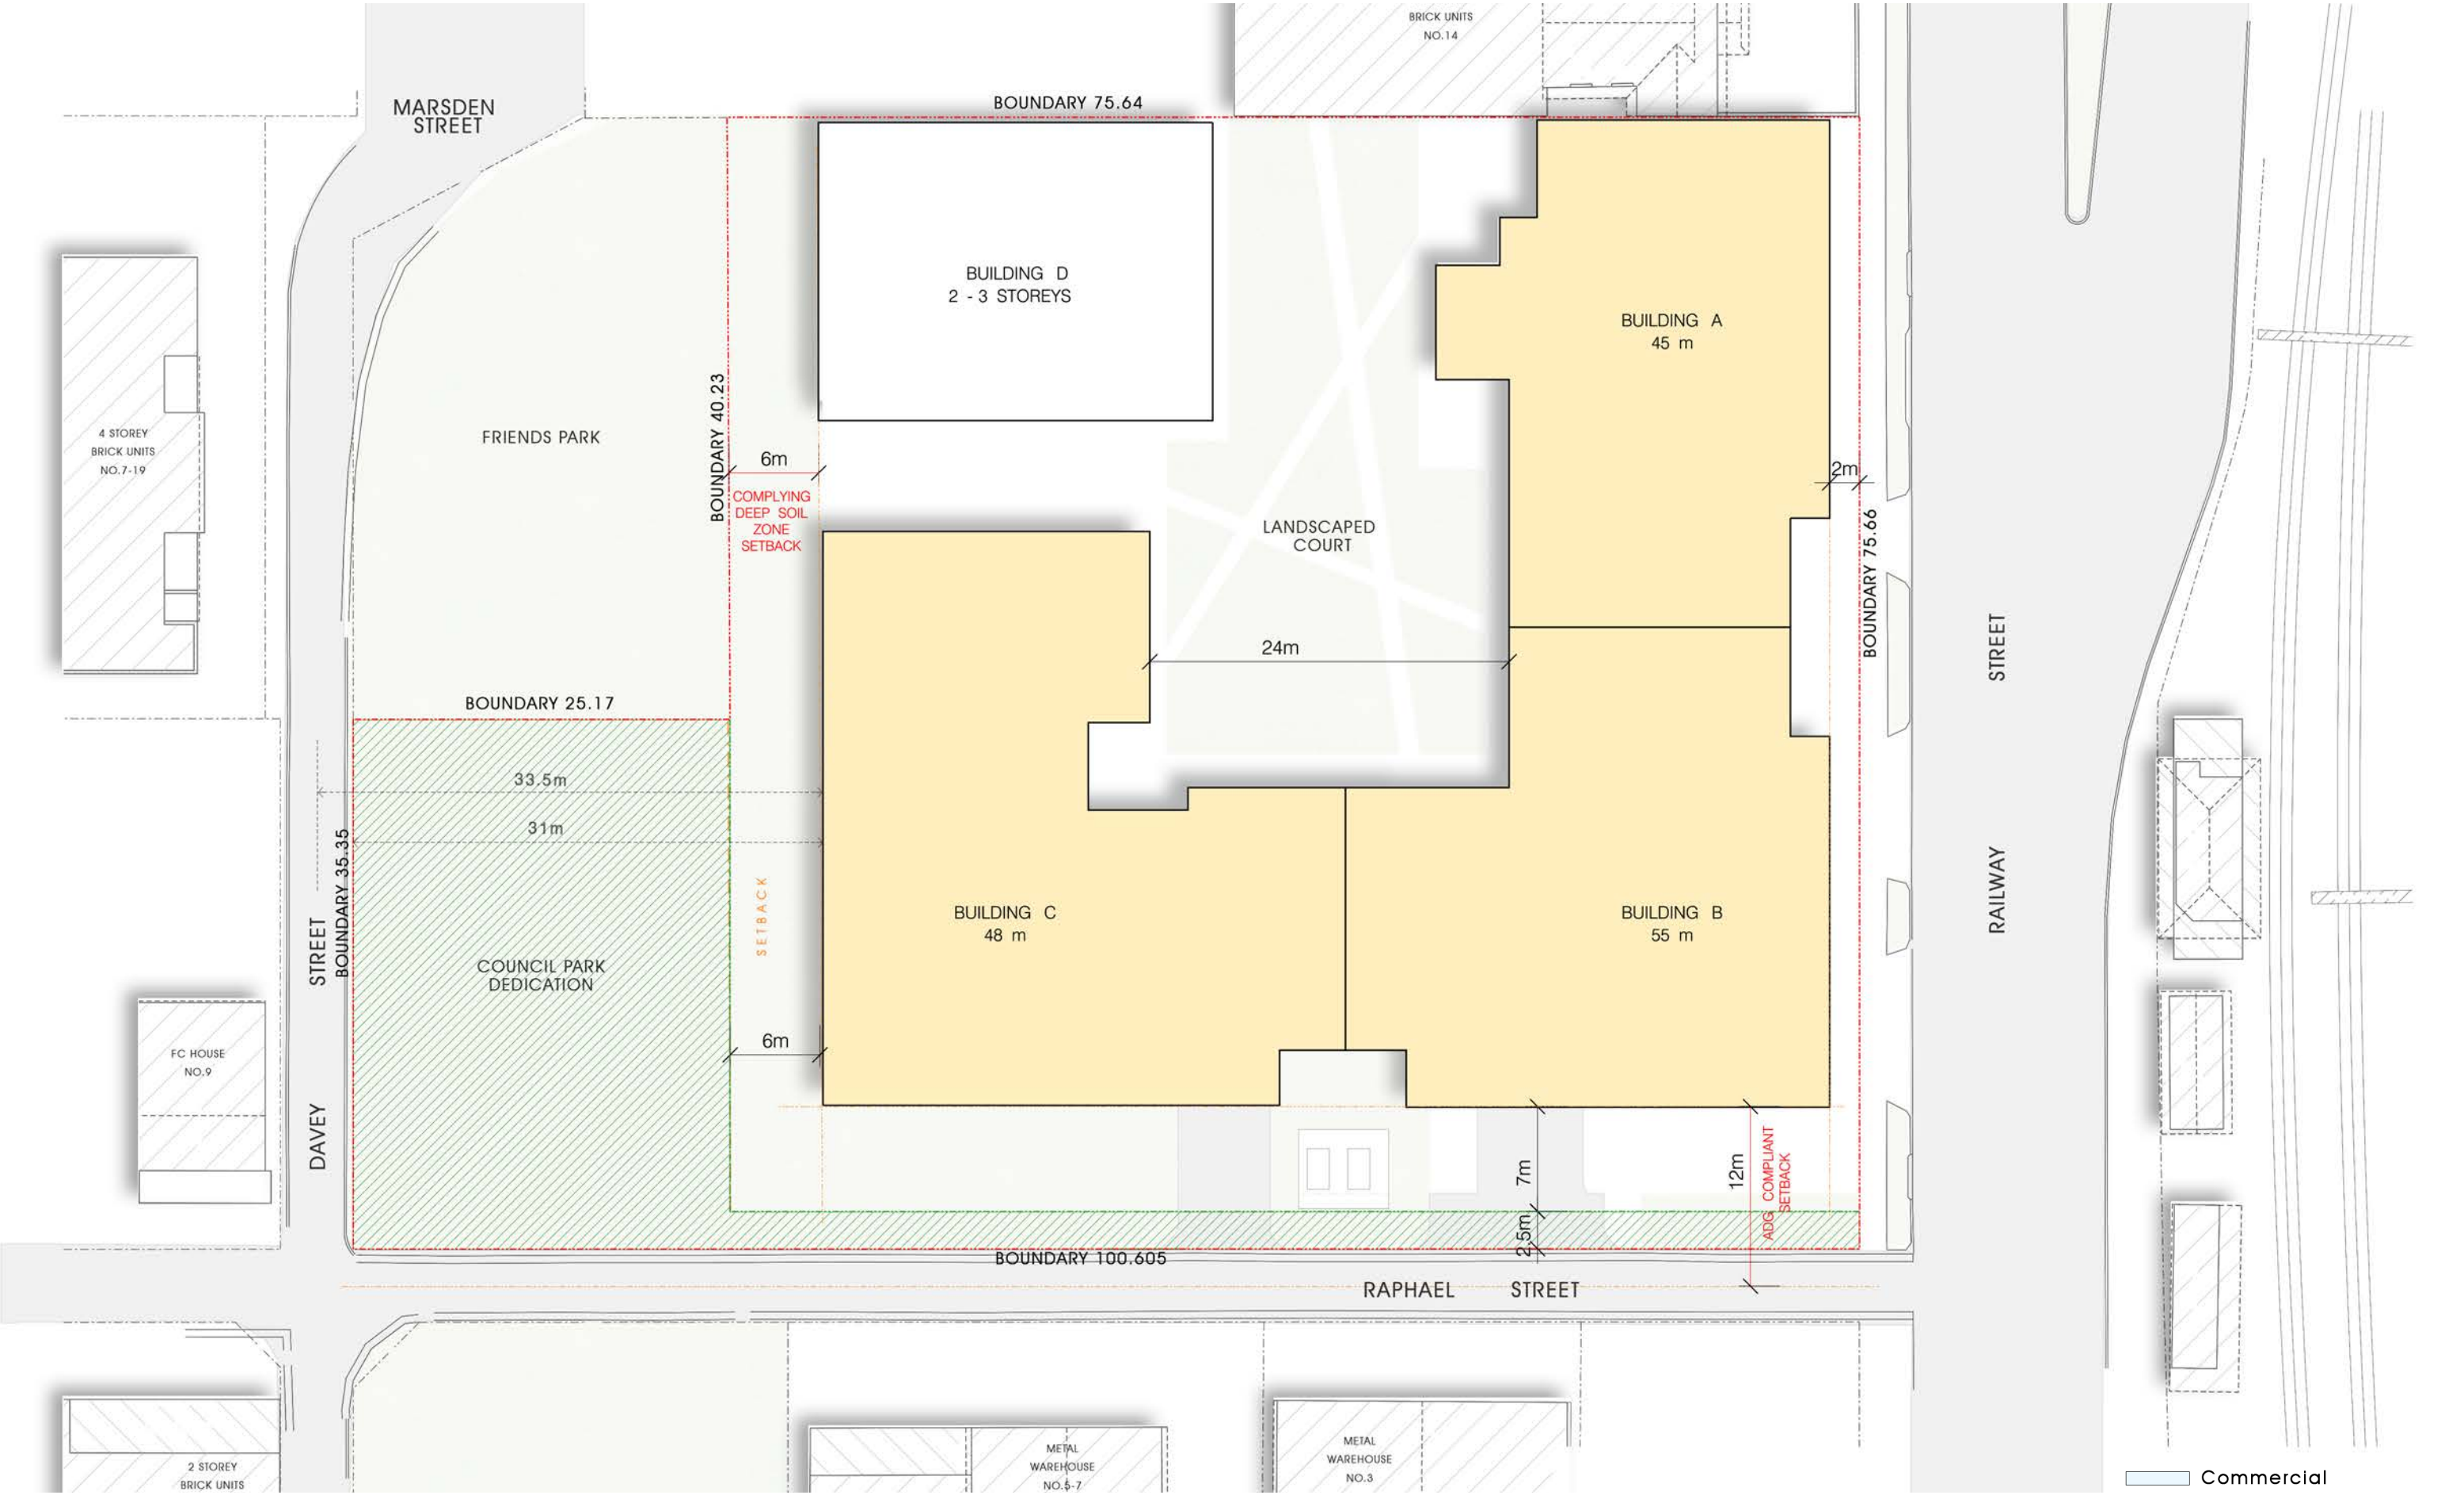 BRICK UNITS
NO.14
MARSDEN
STREET
BOUNDARY 75.64
BUILDING D
2 - 3 STOREYS
BUILDING A
45 m
4 STOREY
BRICK UNITS
NO.7-19
FRIENDS PARK
BOUNDARY 40.23
6m
COMPLYING
DEEP SOIL
ZONE
SETBACK
LANDSCAPED
COURT
2m
BOUNDARY 75.66
24m
STREET
RAILWAY
BOUNDARY 25.17
33.5m
31m
BOUNDARY 35.35
STREET
DAVEY
SETBACK
COUNCIL PARK
DEDICATION
BUILDING C
48 m
BUILDING B
55 m
6m
FC HOUSE
NO.9
7m
2.5m
12m
ADG COMPLIANT
SETBACK
BOUNDARY 100.605
RAPHAEL STREET
2 STOREY
BRICK UNITS
METAL
WAREHOUSE
NO.5-7
METAL
WAREHOUSE
NO.3
Commercial